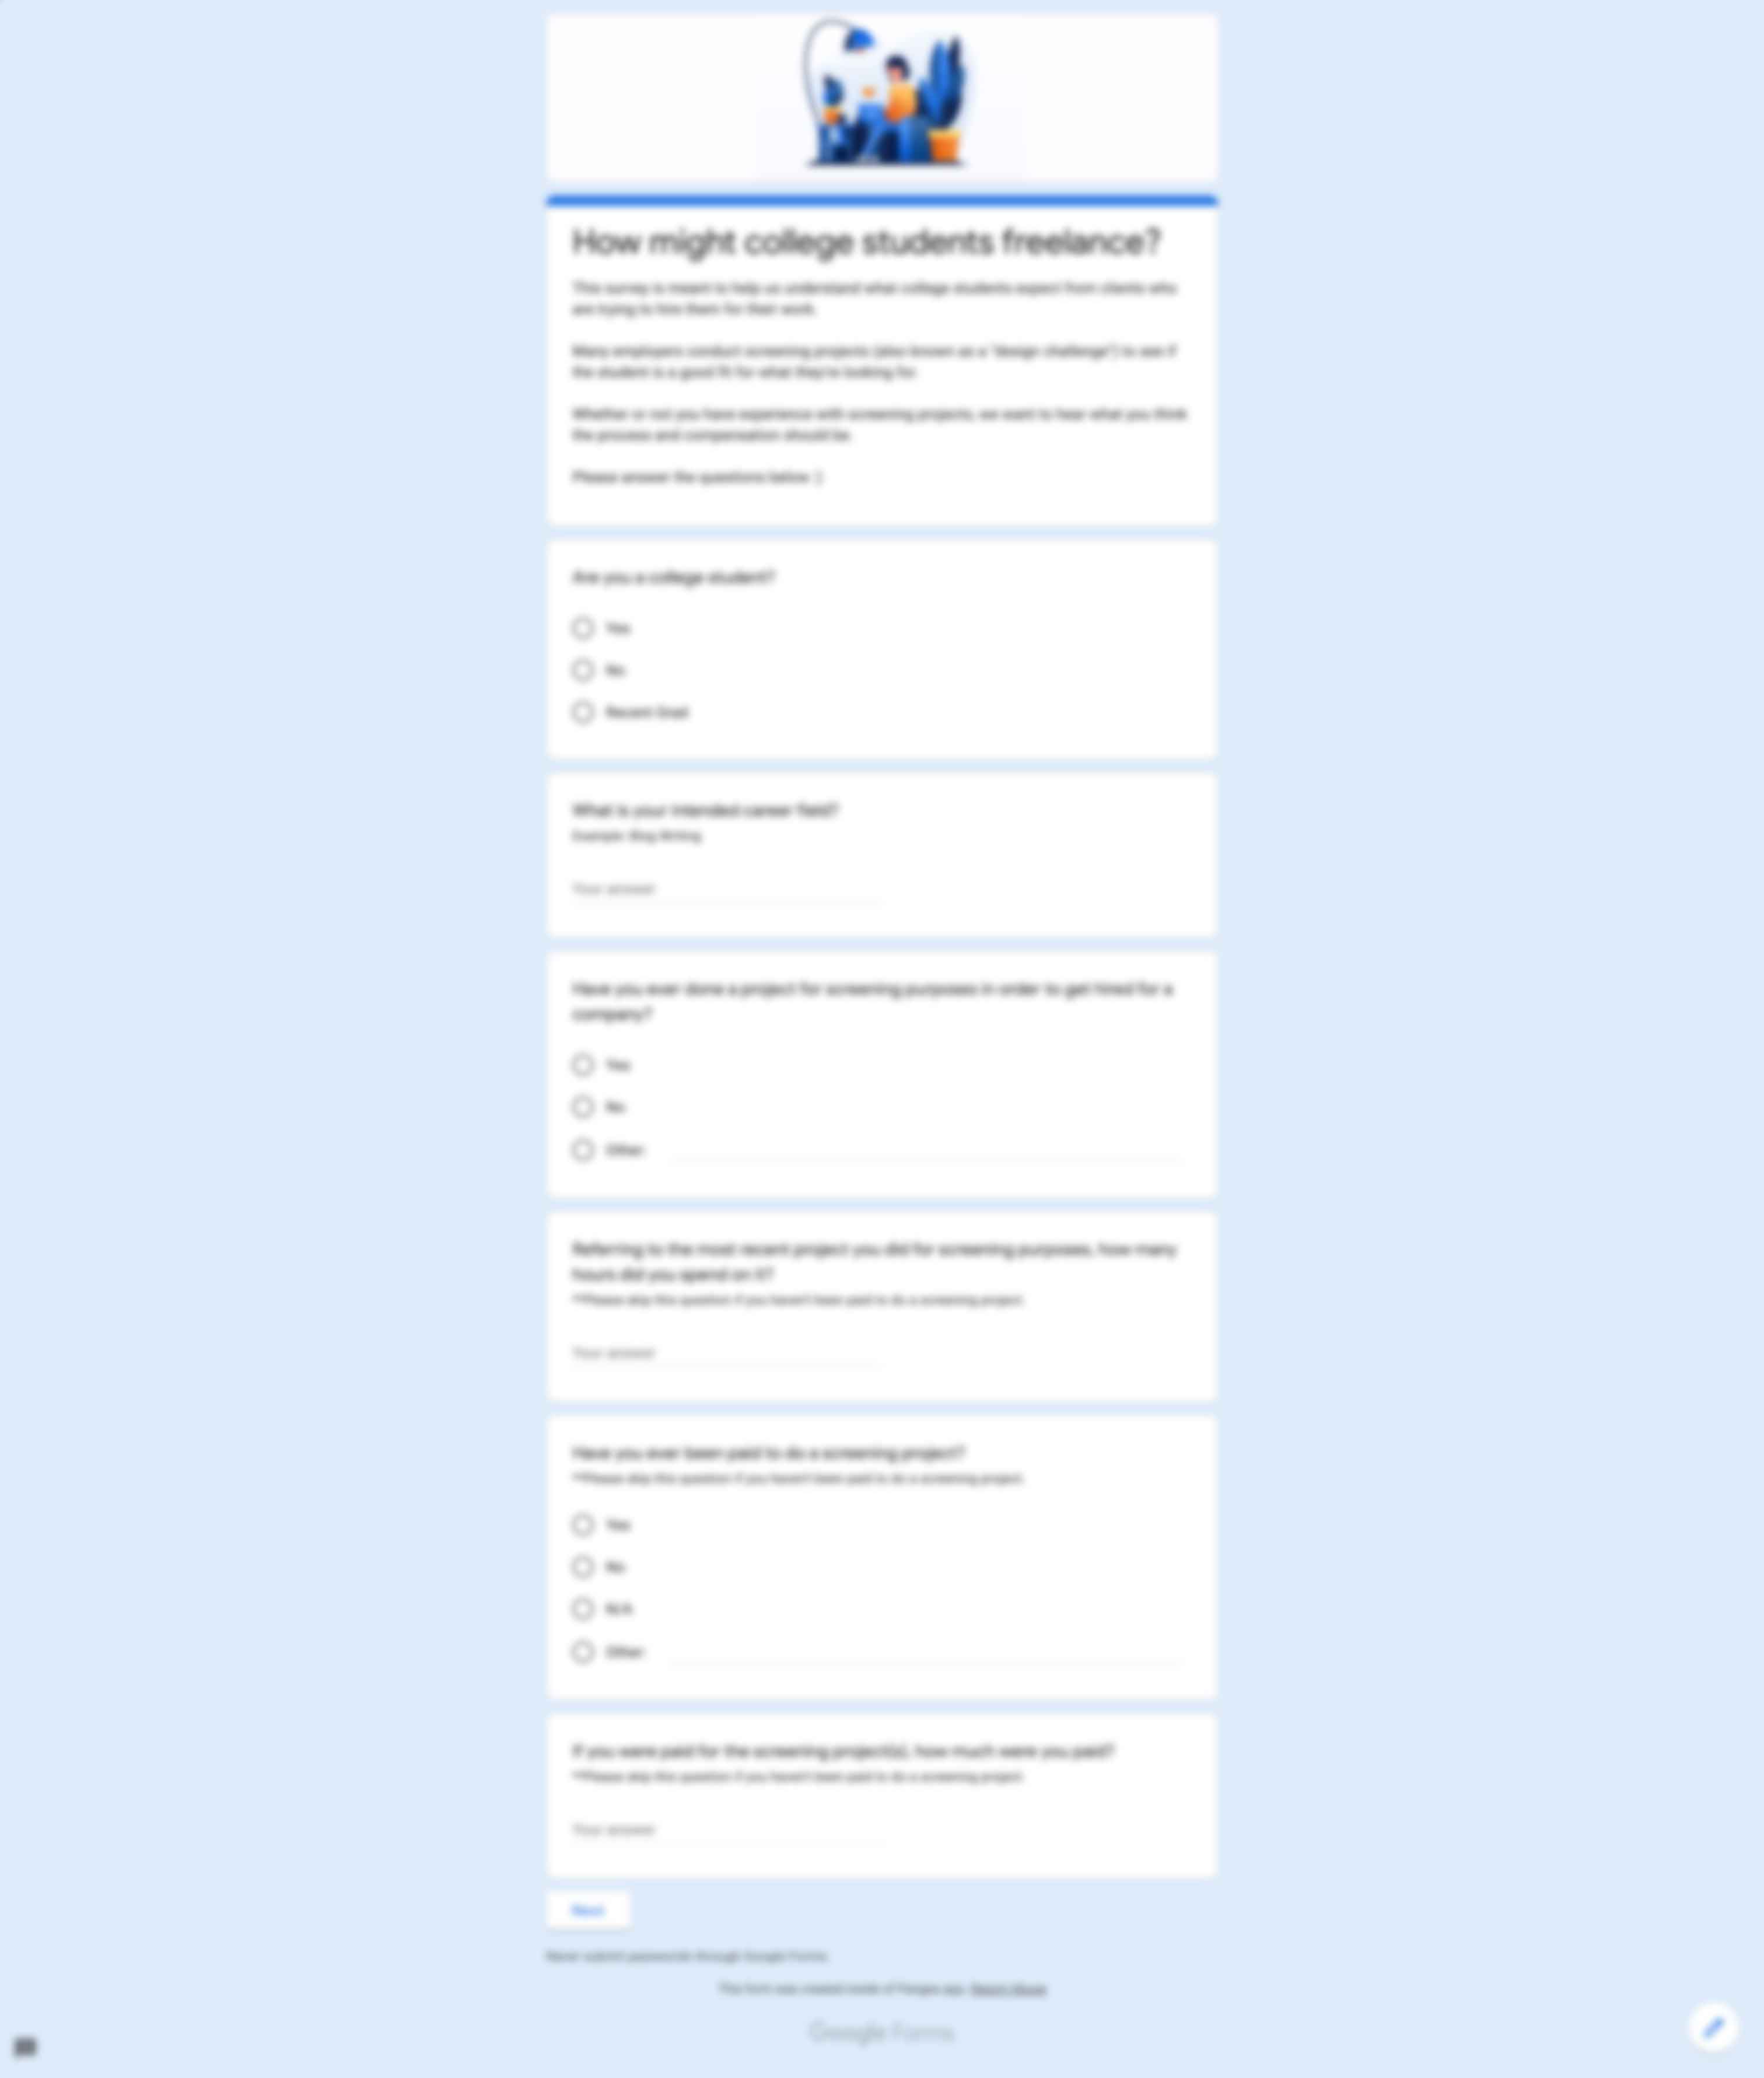 How might college students freelance?
This survey is meant to help us understand what college students expect from clients who
are trying to hire them for their work.
Many employers conduct screening projects (also known as a "design challenge") to see if
the student is a good fit for what they're looking for.
Whether or not you have experience with screening projects, we want to hear what you think
the process and compensation should be.
Please answer the questions below :)
Are you a college student?
Yes
No
Recent Grad
What is your intended career field?
Example: Blog Writing
Your answer
Have you ever done a project for screening purposes in order to get hired for a
company?
Yes
No
Other:
Referring to the most recent project you did for screening purposes, how many
hours did you spend on it?
**Please skip this question if you haven't been paid to do a screening project.
Your answer
Have you ever been paid to do a screening project?
**Please skip this question if you haven't been paid to do a screening project.
Yes
No
N/A
Other:
If you were paid for the screening project(s), how much were you paid?
**Please skip this question if you haven't been paid to do a screening project.
Your answer
Next
Never submit passwords through Google Forms.
This form was created inside of Report Abuse
Google Forms